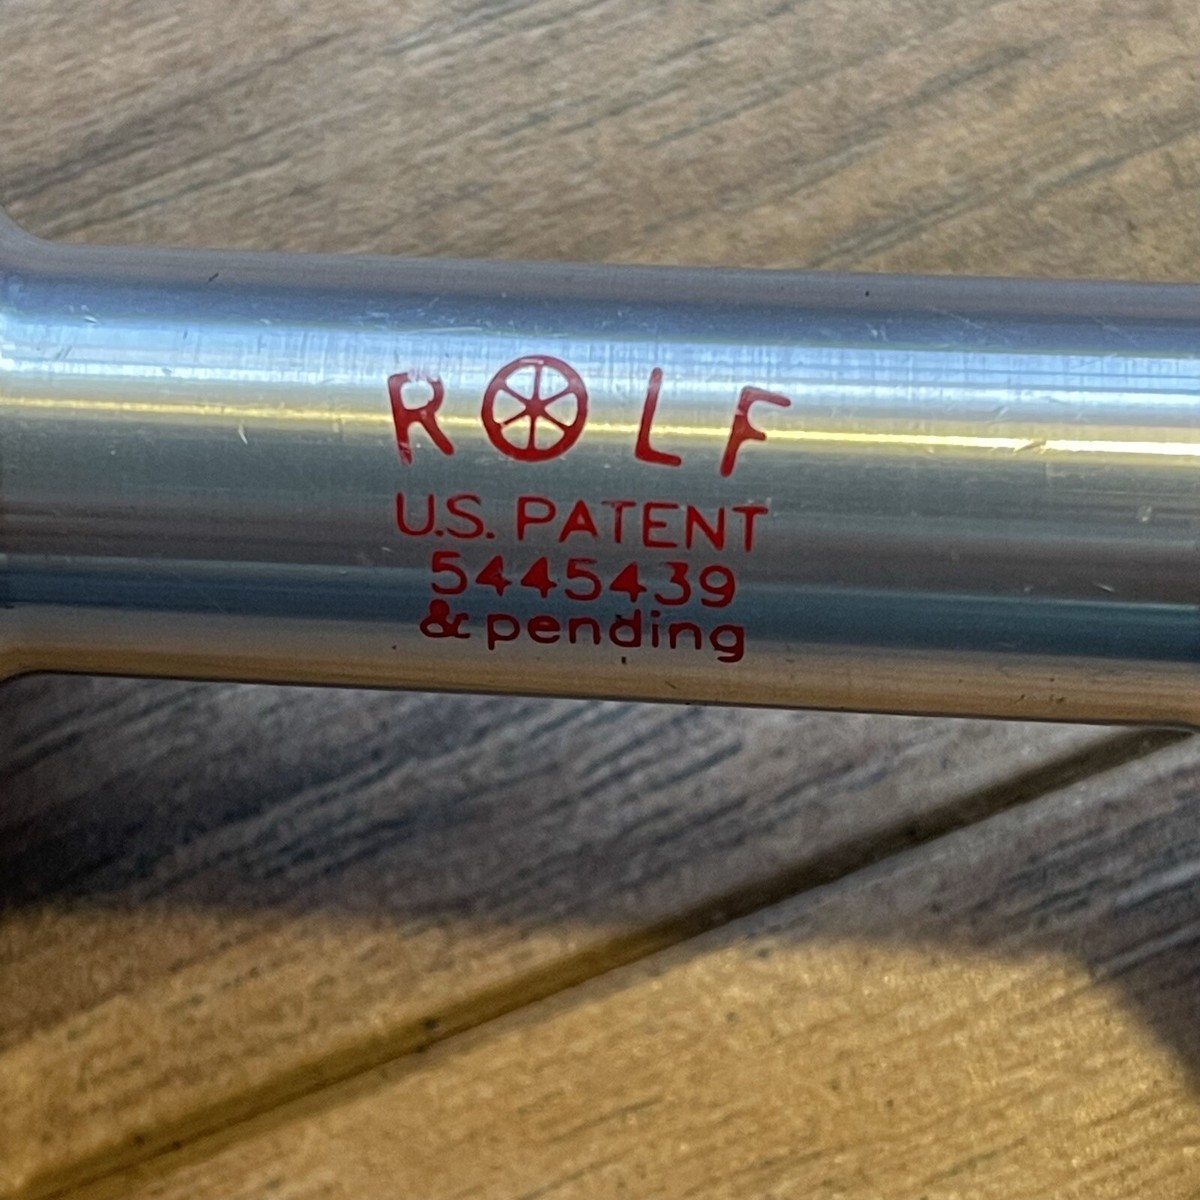 ROLF
U.S. PATENT
5445439
& pending